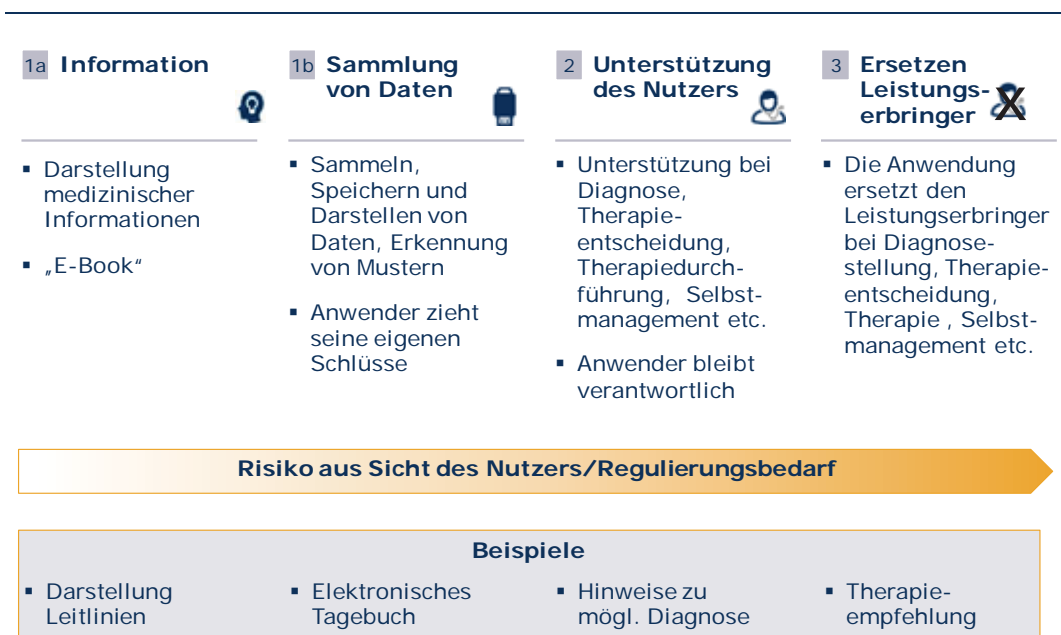 1a Information
Darstellung
medizinischer
Informationen
„E-Book“
1b Sammlung
von Daten
Sammeln,
Speichern und
Darstellen von
Daten, Erkennung
von Mustern
Anwender zieht
seine eigenen
Schlüsse
2 Unterstützung
des Nutzers
Unterstützung bei
Diagnose,
Therapie-
entscheidung,
Therapiedurch-
führung, Selbst-
management etc.
Anwender bleibt
verantwortlich
3 Ersetzen
Leistungs-
erbringer
X
Die Anwendung
ersetzt den
Leistungserbringer
bei Diagnose-
stellung, Therapie-
entscheidung,
Therapie , Selbst-
management etc.
Risiko aus Sicht des Nutzers/Regulierungsbedarf
Beispiele
Darstellung
Leitlinien
Elektronisches
Tagebuch
Hinweise zu
mögl. Diagnose
Therapie-
empfehlung